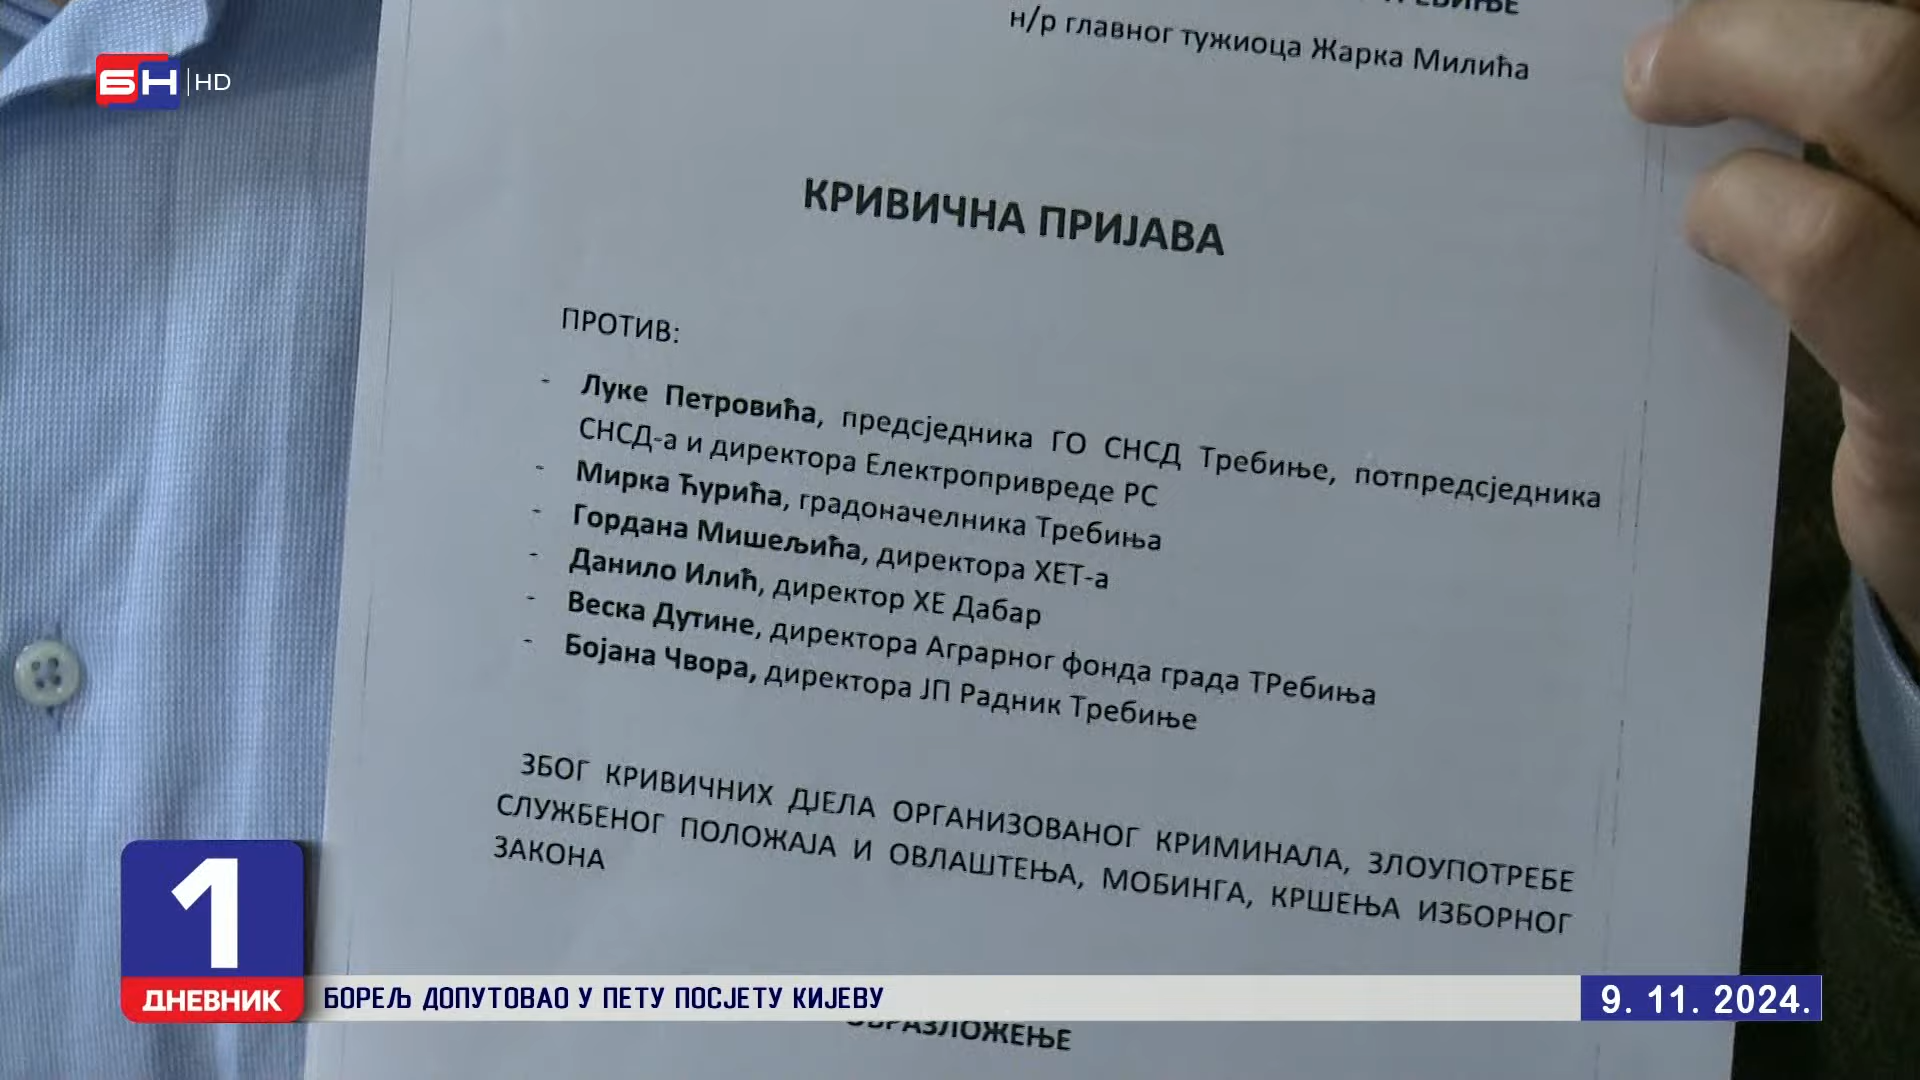 БН HD
н/р главног тужиоца Жарка Милића
КРИВИЧНА ПРИЈАВА
ПРОТИВ:
- Луке Петровића, предсједника ГО СНСД Требиње, потпредсједника
СНСД-а и директора Електропривреде РС
- Мирка Ћурића, градоначелника Требиња
- Гордана Мишељића, директора ХЕТ-а
- Данило Илић, директор ХЕ Дабар
- Веска Дутине, директора Аграрног фонда града ТРебиња
- Бојана Чвора, директора ЈП Радник Требиње
ЗБОГ КРИВИЧНИХ ДЈЕЛА ОРГАНИЗОВАНОГ КРИМИНАЛА, ЗЛОУПОТРЕБЕ
СЛУЖБЕНОГ ПОЛОЖАЈА И ОВЛАШТЕЊА, МОБИНГА, КРШЕЊА ИЗБОРНОГ
ЗАКОНА
1
ДНЕВНИК
БОРЕЉ ДОПУТОВАО У ПЕТУ ПОСЈЕТУ КИЈЕВУ
9. 11. 2024.
ОБРАЗЛОЖЕЊЕ